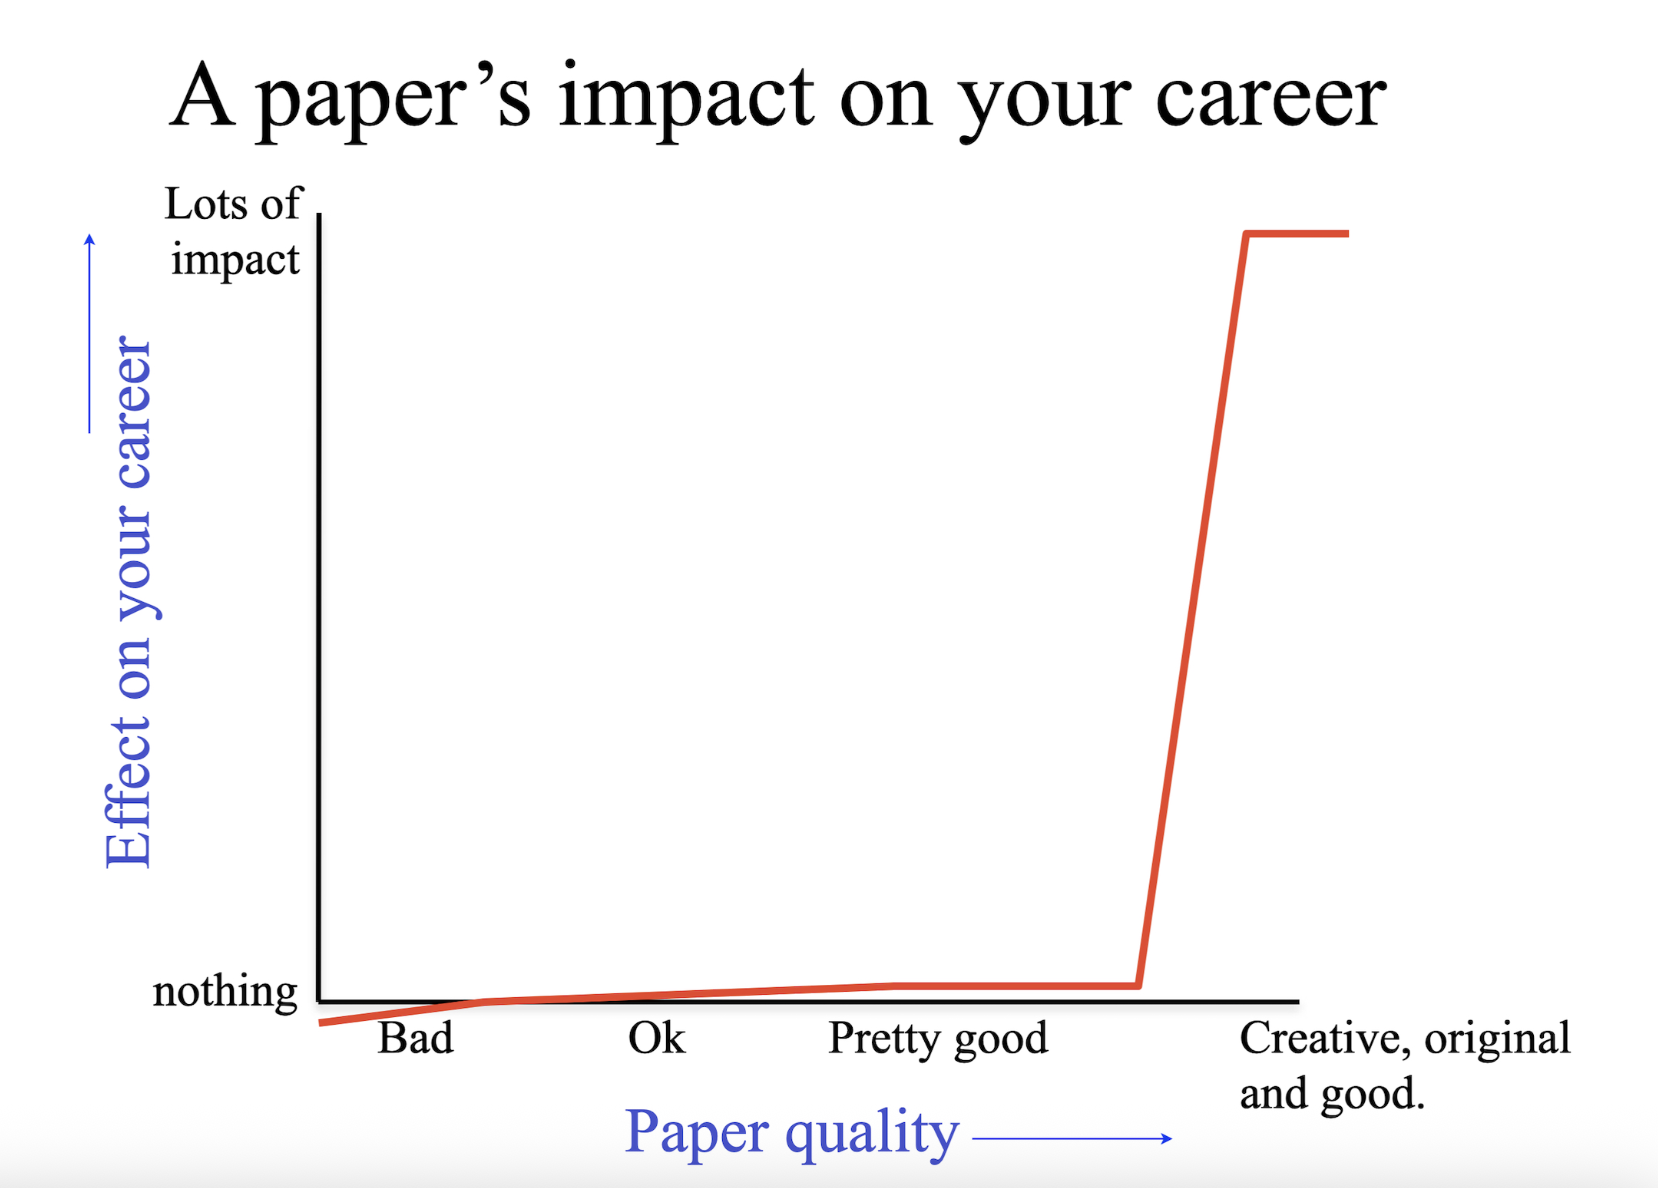 A paper’s impact on your career
Lots of
impact
Effect on your career
nothing
Bad
Ok
Pretty good
Creative, original
and good.
Paper quality